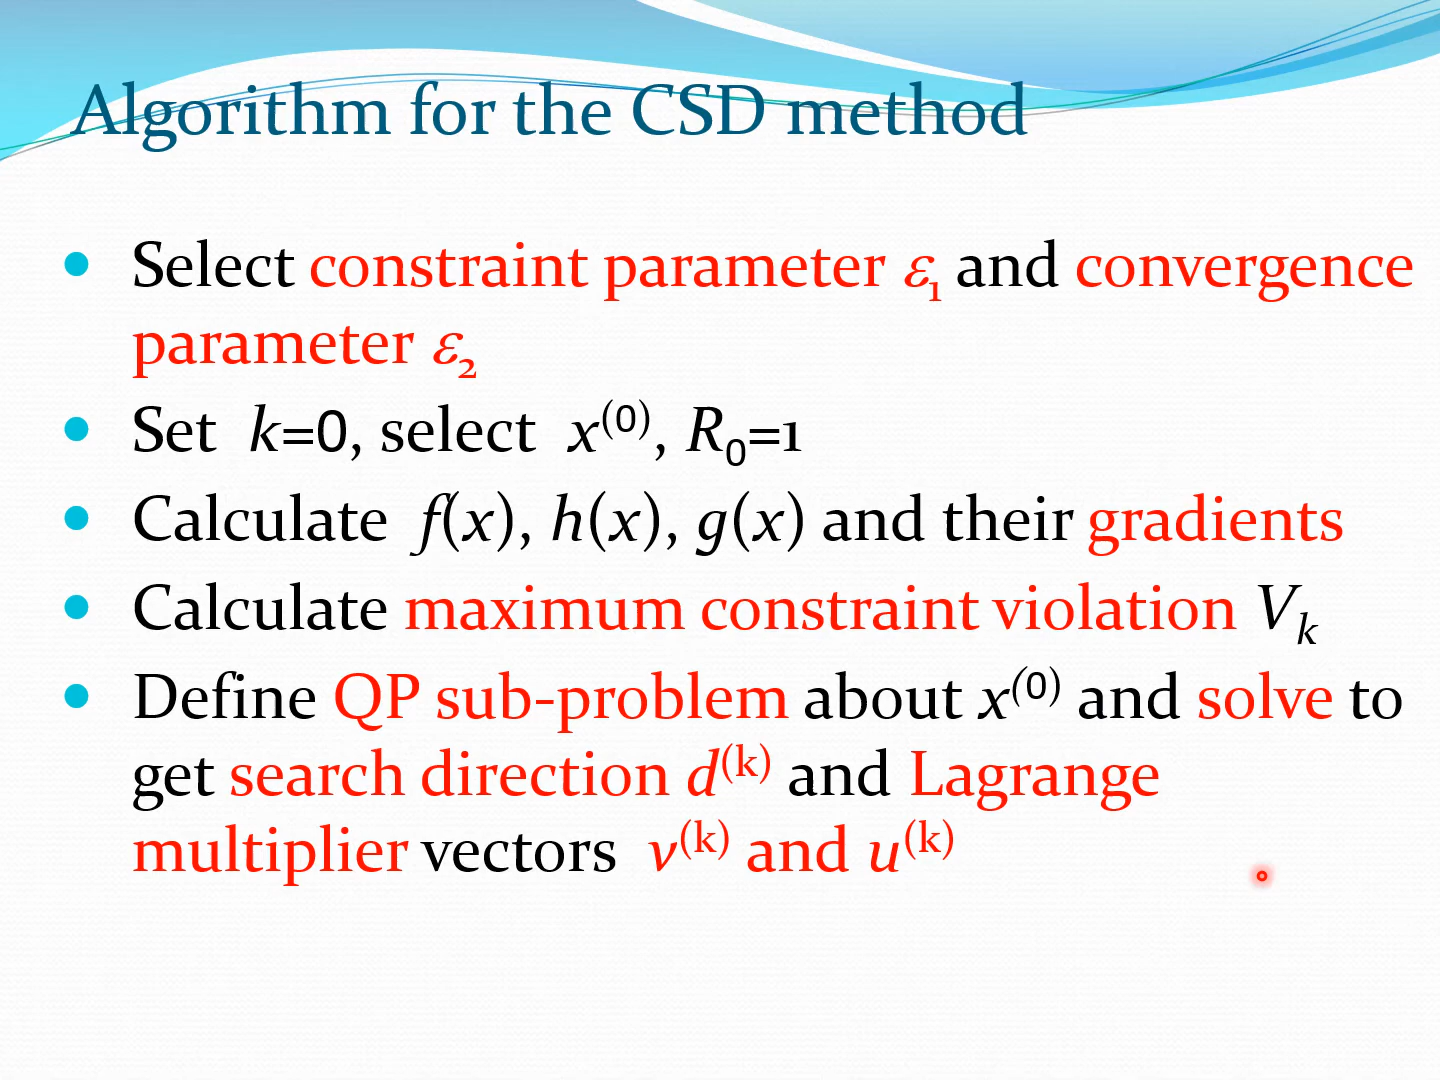 Algorithm for the CSD method
• Select constraint parameter ε₁ and convergence
parameter ε₂
• Set k=0, select x⁽⁰⁾, R₀=1
• Calculate f(x), h(x), g(x) and their gradients
• Calculate maximum constraint violation Vₖ
• Define QP sub-problem about x⁽⁰⁾ and solve to
get search direction d⁽ᵏ⁾ and Lagrange
multiplier vectors v⁽ᵏ⁾ and u⁽ᵏ⁾